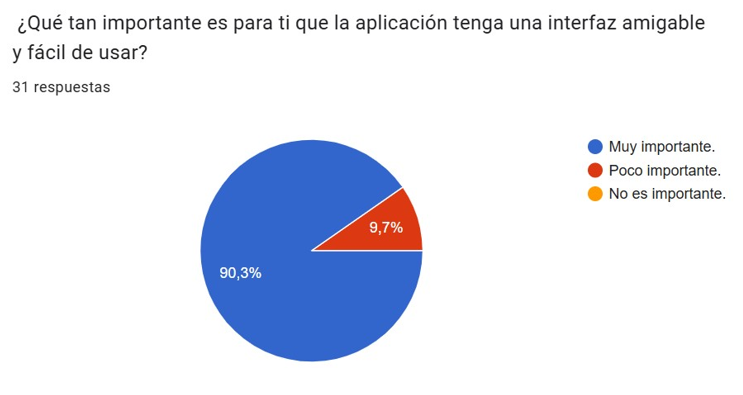 ¿Qué tan importante es para ti que la aplicación tenga una interfaz amigable
y fácil de usar?
31 respuestas
Muy importante.
Poco importante.
No es importante.
9,7%
90,3%